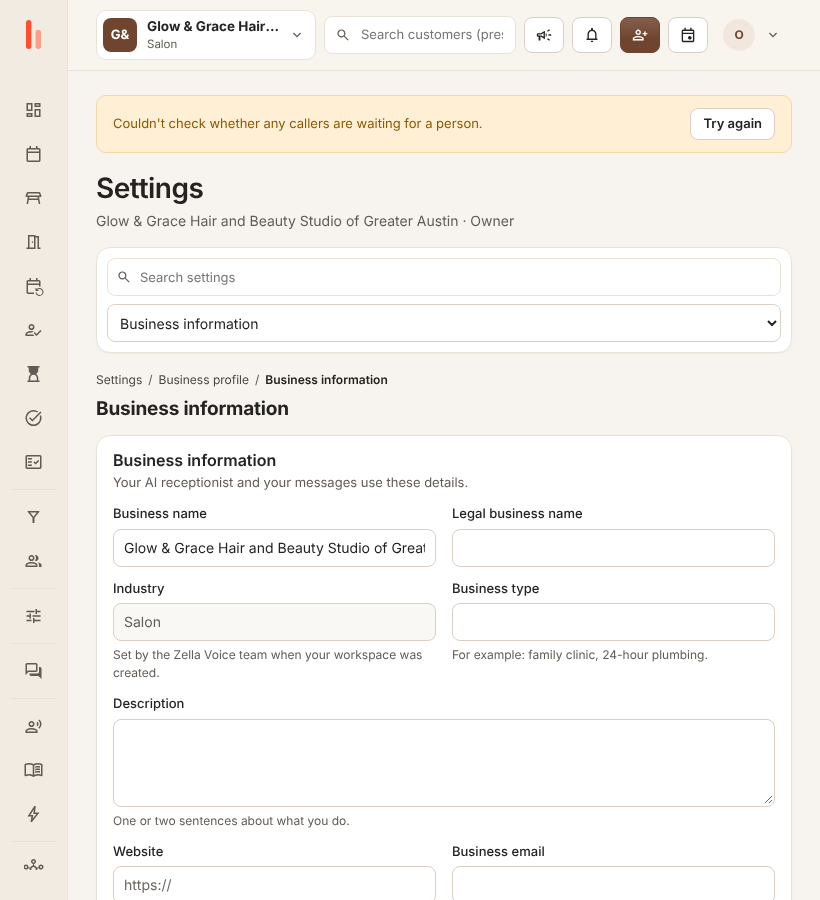 G& Glow & Grace Hair...
Salon
Search customers (pres
O
Couldn't check whether any callers are waiting for a person.
Try again
Settings
Glow & Grace Hair and Beauty Studio of Greater Austin · Owner
Search settings
Business information
Settings / Business profile / Business information
Business information
Business information
Your AI receptionist and your messages use these details.
Business name
Legal business name
Glow & Grace Hair and Beauty Studio of Great
Industry
Business type
Salon
Set by the Zella Voice team when your workspace was
created.
For example: family clinic, 24-hour plumbing.
Description
One or two sentences about what you do.
Website
Business email
https://